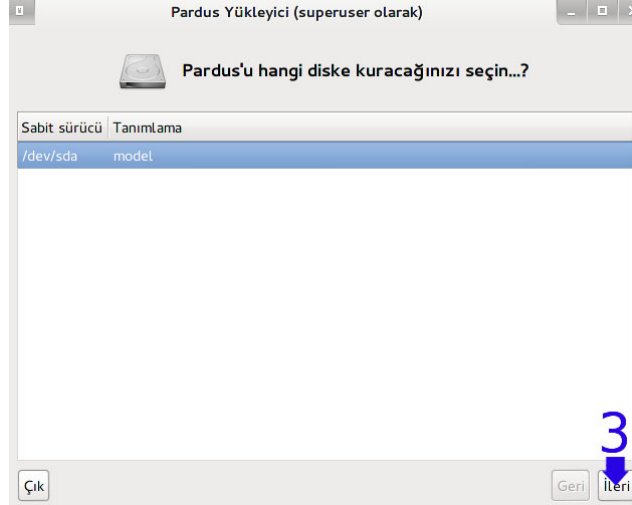 Pardus Yükleyici (superuser olarak)
Pardus'u hangi diske kuracağınızı seçin...?
Sabit sürücü Tanımlama
/dev/sda model
3
Çık Geri İleri